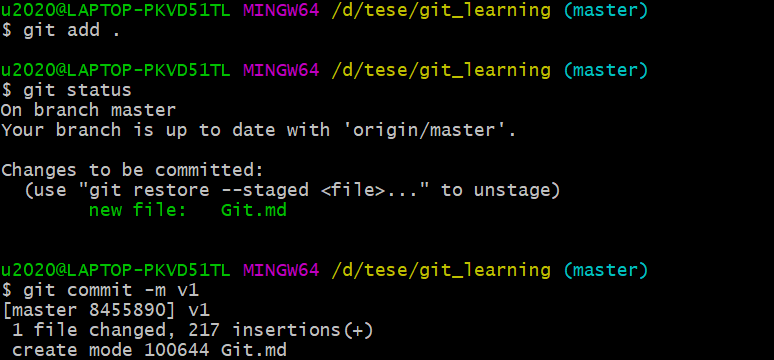 u2020@LAPTOP-PKVD51TL MINGW64 /d/tese/git_learning (master)
$ git add .
u2020@LAPTOP-PKVD51TL MINGW64 /d/tese/git_learning (master)
$ git status
On branch master
Your branch is up to date with 'origin/master'.
Changes to be committed:
  (use "git restore --staged <file>..." to unstage)
        new file:   Git.md
u2020@LAPTOP-PKVD51TL MINGW64 /d/tese/git_learning (master)
$ git commit -m v1
[master 8455890] v1
 1 file changed, 217 insertions(+)
 create mode 100644 Git.md